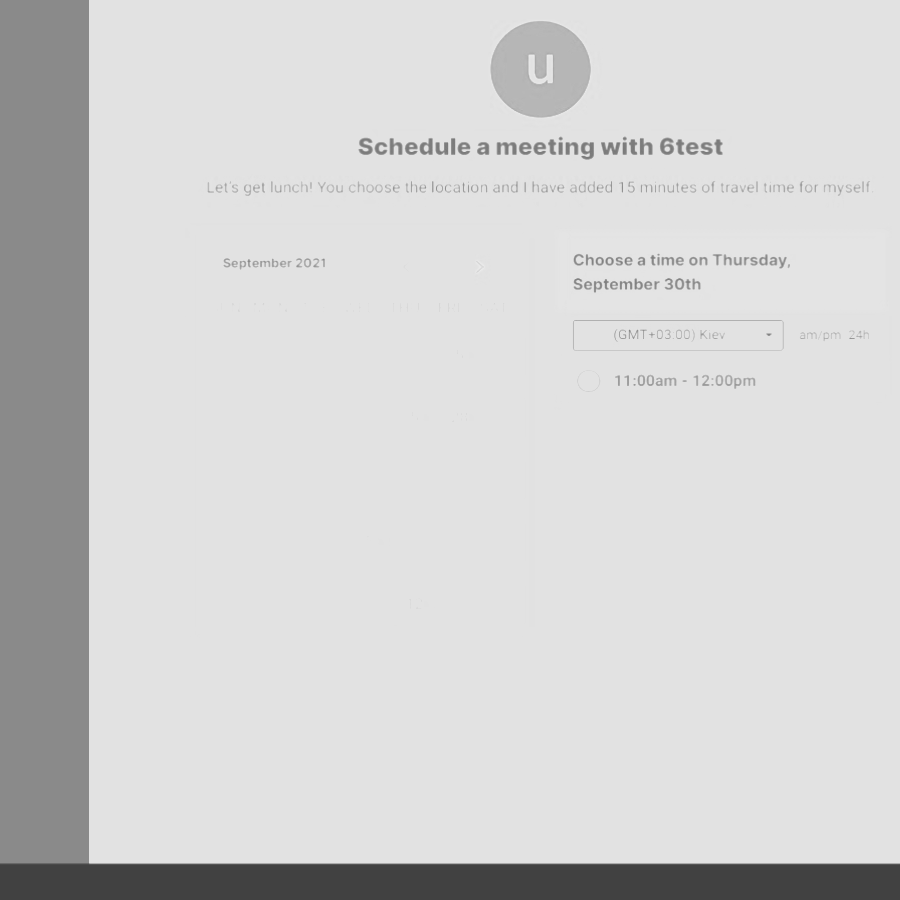 u
Schedule a meeting with 6test
Let's get lunch! You choose the location and I have added 15 minutes of travel time for myself.
September 2021
Choose a time on Thursday,
September 30th
(GMT+03:00) Kiev
am/pm 24h
11:00am - 12:00pm